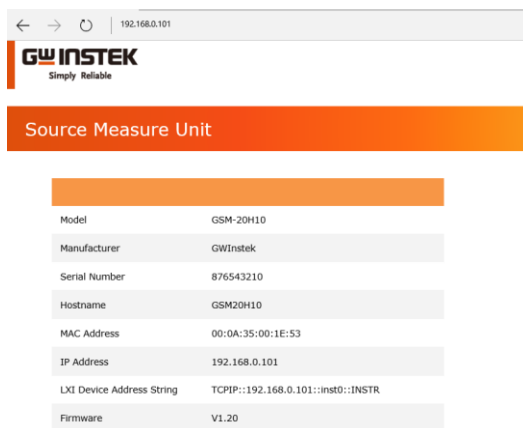 192.168.0.101
GWINSTEK
Simply Reliable
Source Measure Unit
Model GSM-20H10
Manufacturer GWInstek
Serial Number 876543210
Hostname GSM20H10
MAC Address 00:0A:35:00:1E:53
IP Address 192.168.0.101
LXI Device Address String TCPIP::192.168.0.101::inst0::INSTR
Firmware V1.20